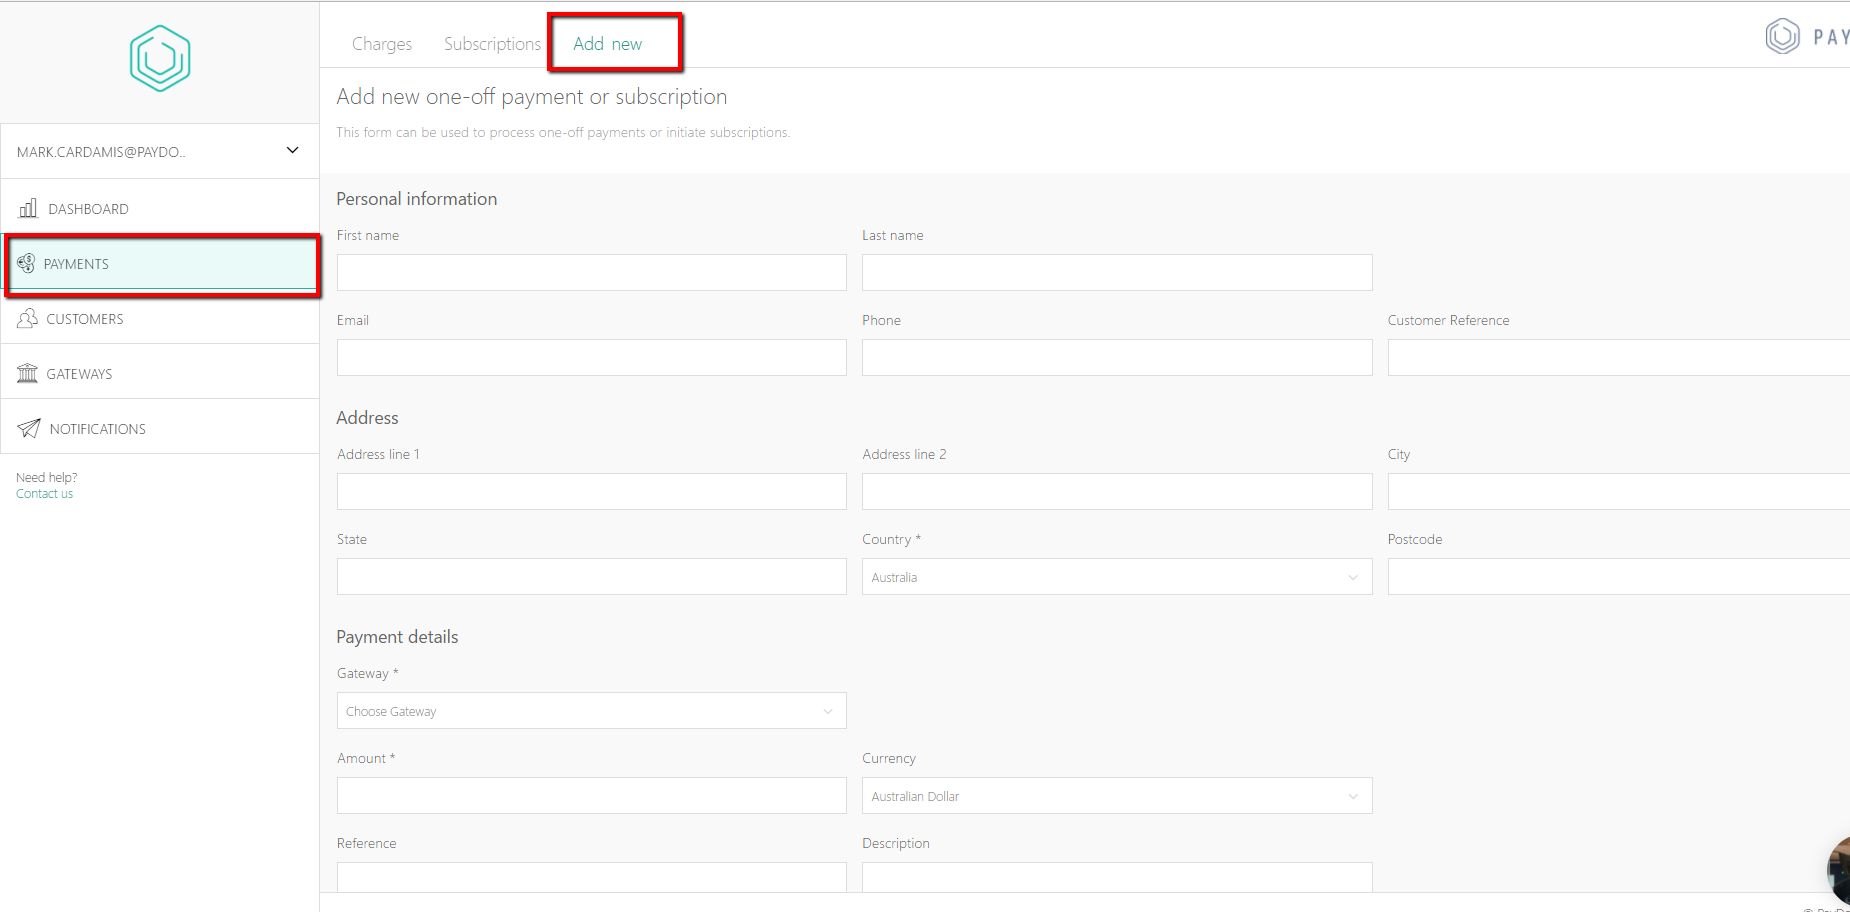 Charges Subscriptions Add new
PAY
Add new one-off payment or subscription
This form can be used to process one-off payments or initiate subscriptions.
MARK.CARDAMIS@PAYDO..
DASHBOARD
PAYMENTS
CUSTOMERS
GATEWAYS
NOTIFICATIONS
Need help?
Contact us
Personal information
First name Last name
Email Phone Customer Reference
Address
Address line 1 Address line 2 City
State Country * Postcode
Australia
Payment details
Gateway *
Choose Gateway
Amount * Currency
Australian Dollar
Reference Description